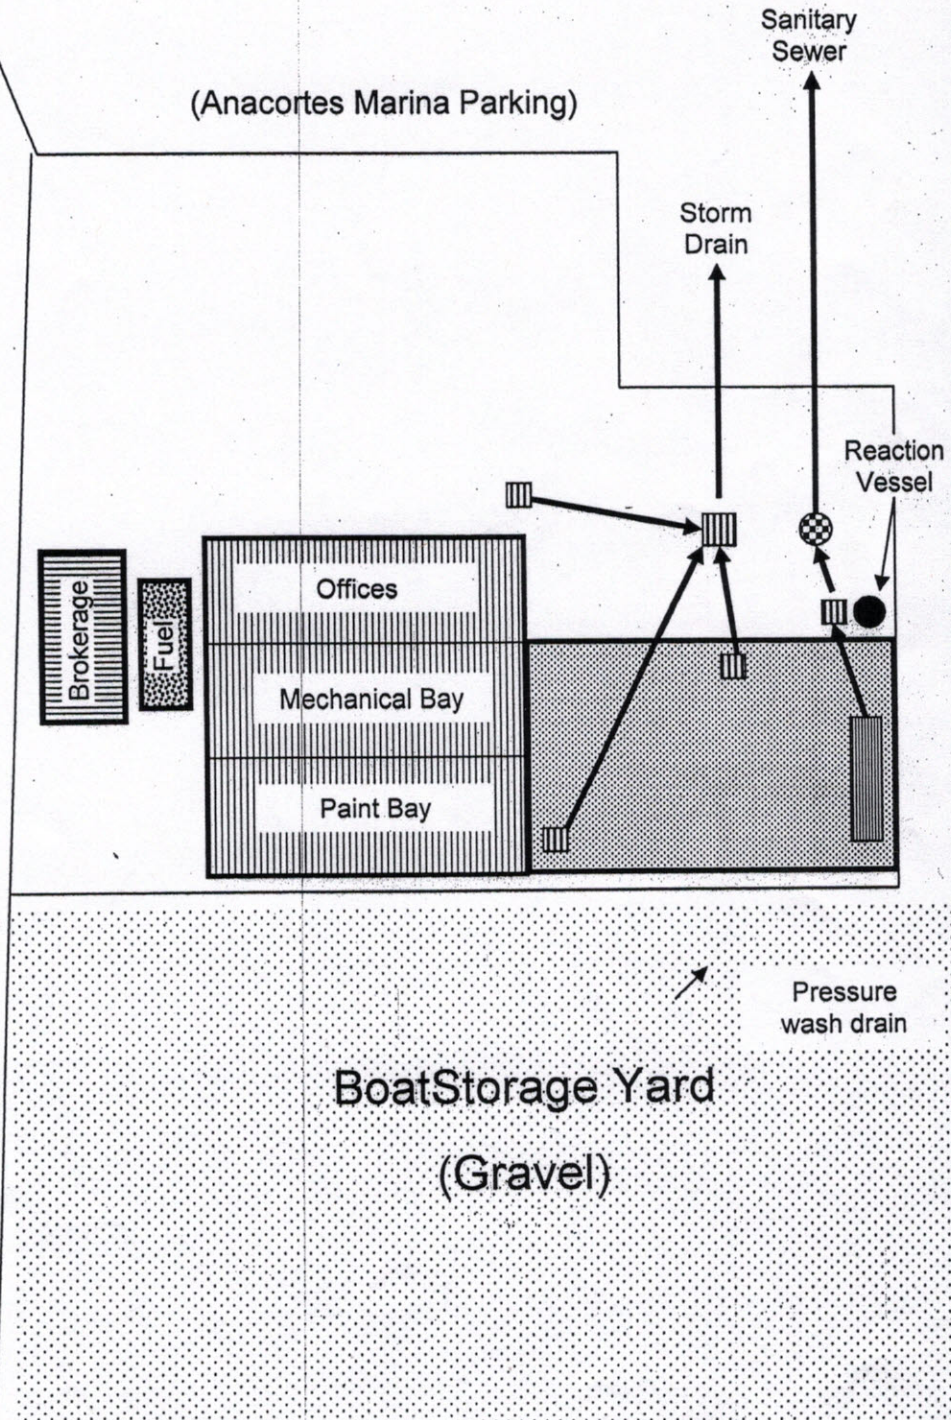 Sanitary
Sewer
(Anacortes Marina Parking)
Storm
Drain
Reaction
Vessel
Brokerage
Fuel
Offices
Mechanical Bay
Paint Bay
Pressure
wash drain
BoatStorage Yard
(Gravel)